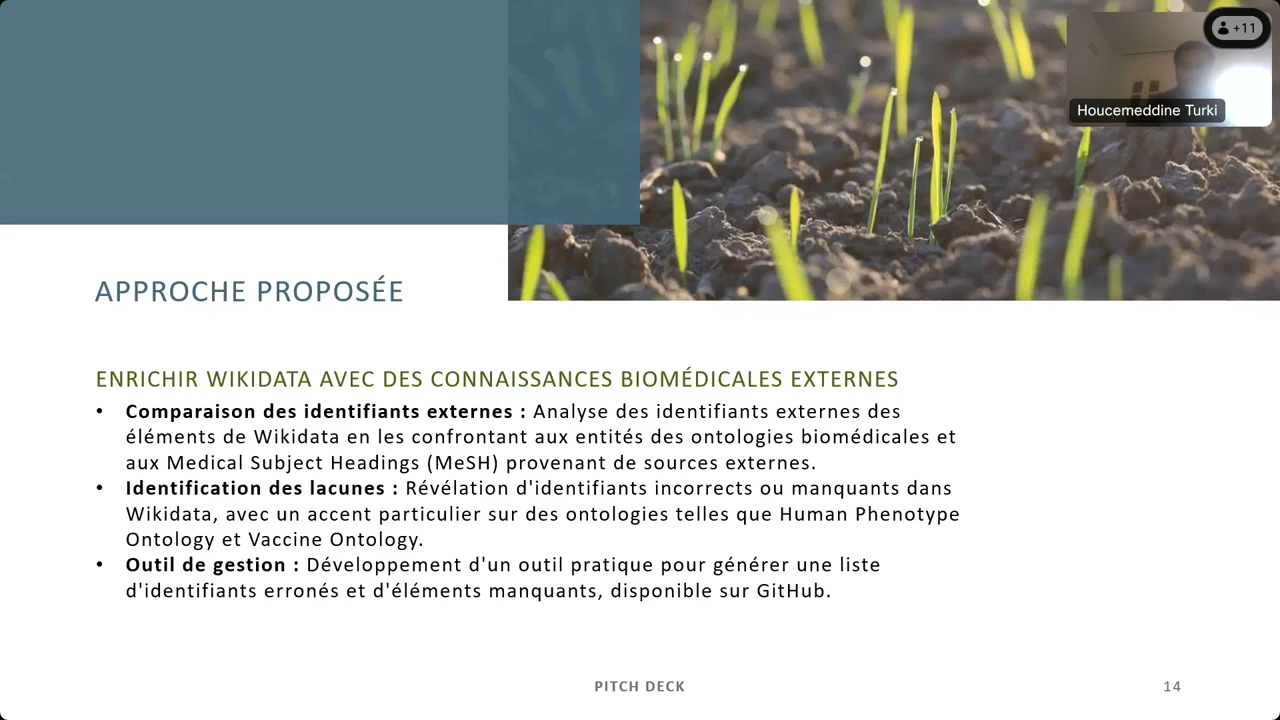 +11
Houcemeddine Turki
APPROCHE PROPOSÉE
ENRICHIR WIKIDATA AVEC DES CONNAISSANCES BIOMÉDICALES EXTERNES
• Comparaison des identifiants externes : Analyse des identifiants externes des
éléments de Wikidata en les confrontant aux entités des ontologies biomédicales et
aux Medical Subject Headings (MeSH) provenant de sources externes.
• Identification des lacunes : Révélation d'identifiants incorrects ou manquants dans
Wikidata, avec un accent particulier sur des ontologies telles que Human Phenotype
Ontology et Vaccine Ontology.
• Outil de gestion : Développement d'un outil pratique pour générer une liste
d'identifiants erronés et d'éléments manquants, disponible sur GitHub.
PITCH DECK
14